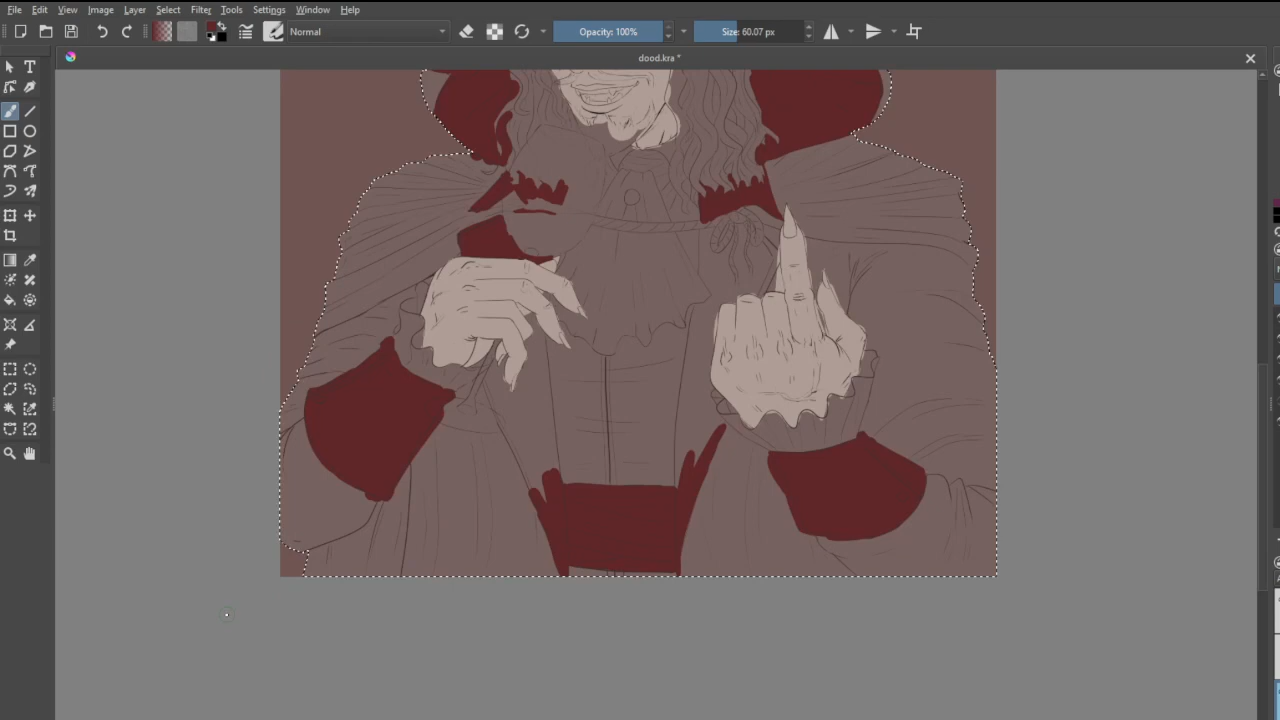 File Edit View Image Layer Select Filter Tools Settings Window Help
Normal Opacity: 100% Size: 60.07 px
dood.kra *